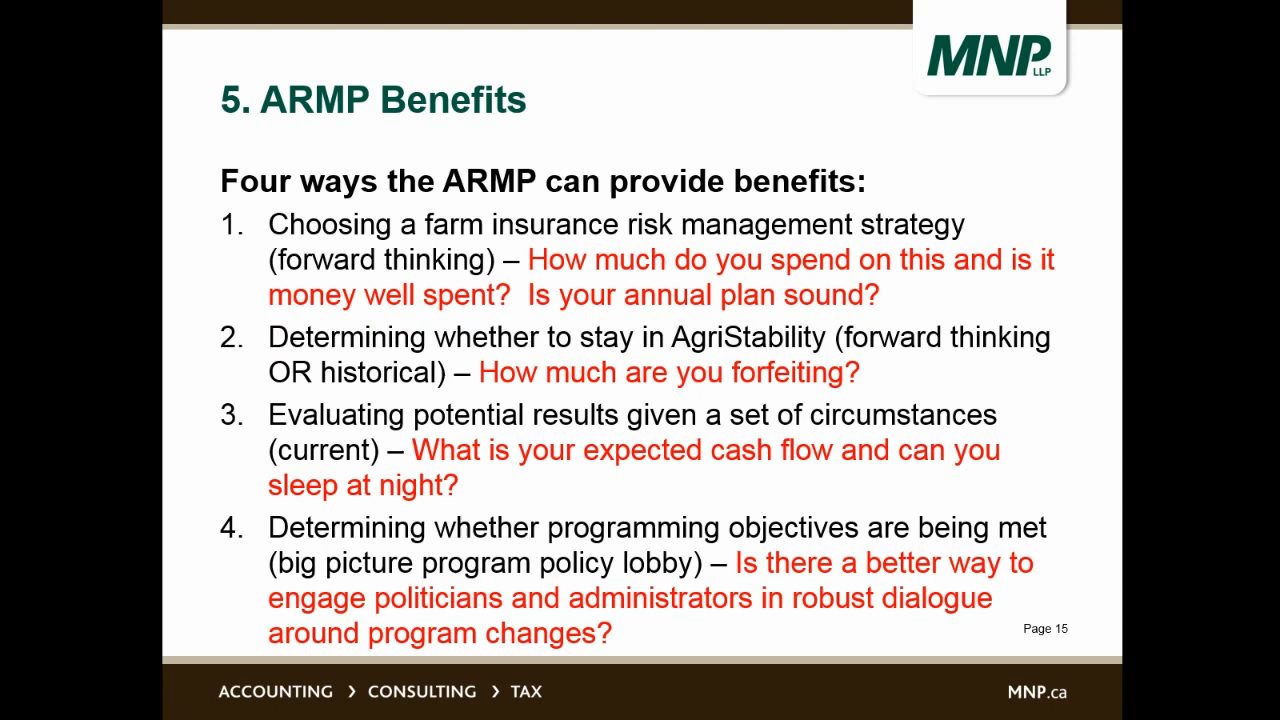 MNP
LLP
5. ARMP Benefits
Four ways the ARMP can provide benefits:
1. Choosing a farm insurance risk management strategy
(forward thinking) – How much do you spend on this and is it
money well spent? Is your annual plan sound?
2. Determining whether to stay in AgriStability (forward thinking
OR historical) – How much are you forfeiting?
3. Evaluating potential results given a set of circumstances
(current) – What is your expected cash flow and can you
sleep at night?
4. Determining whether programming objectives are being met
(big picture program policy lobby) – Is there a better way to
engage politicians and administrators in robust dialogue
around program changes?
Page 15
ACCOUNTING › CONSULTING › TAX
MNP.ca